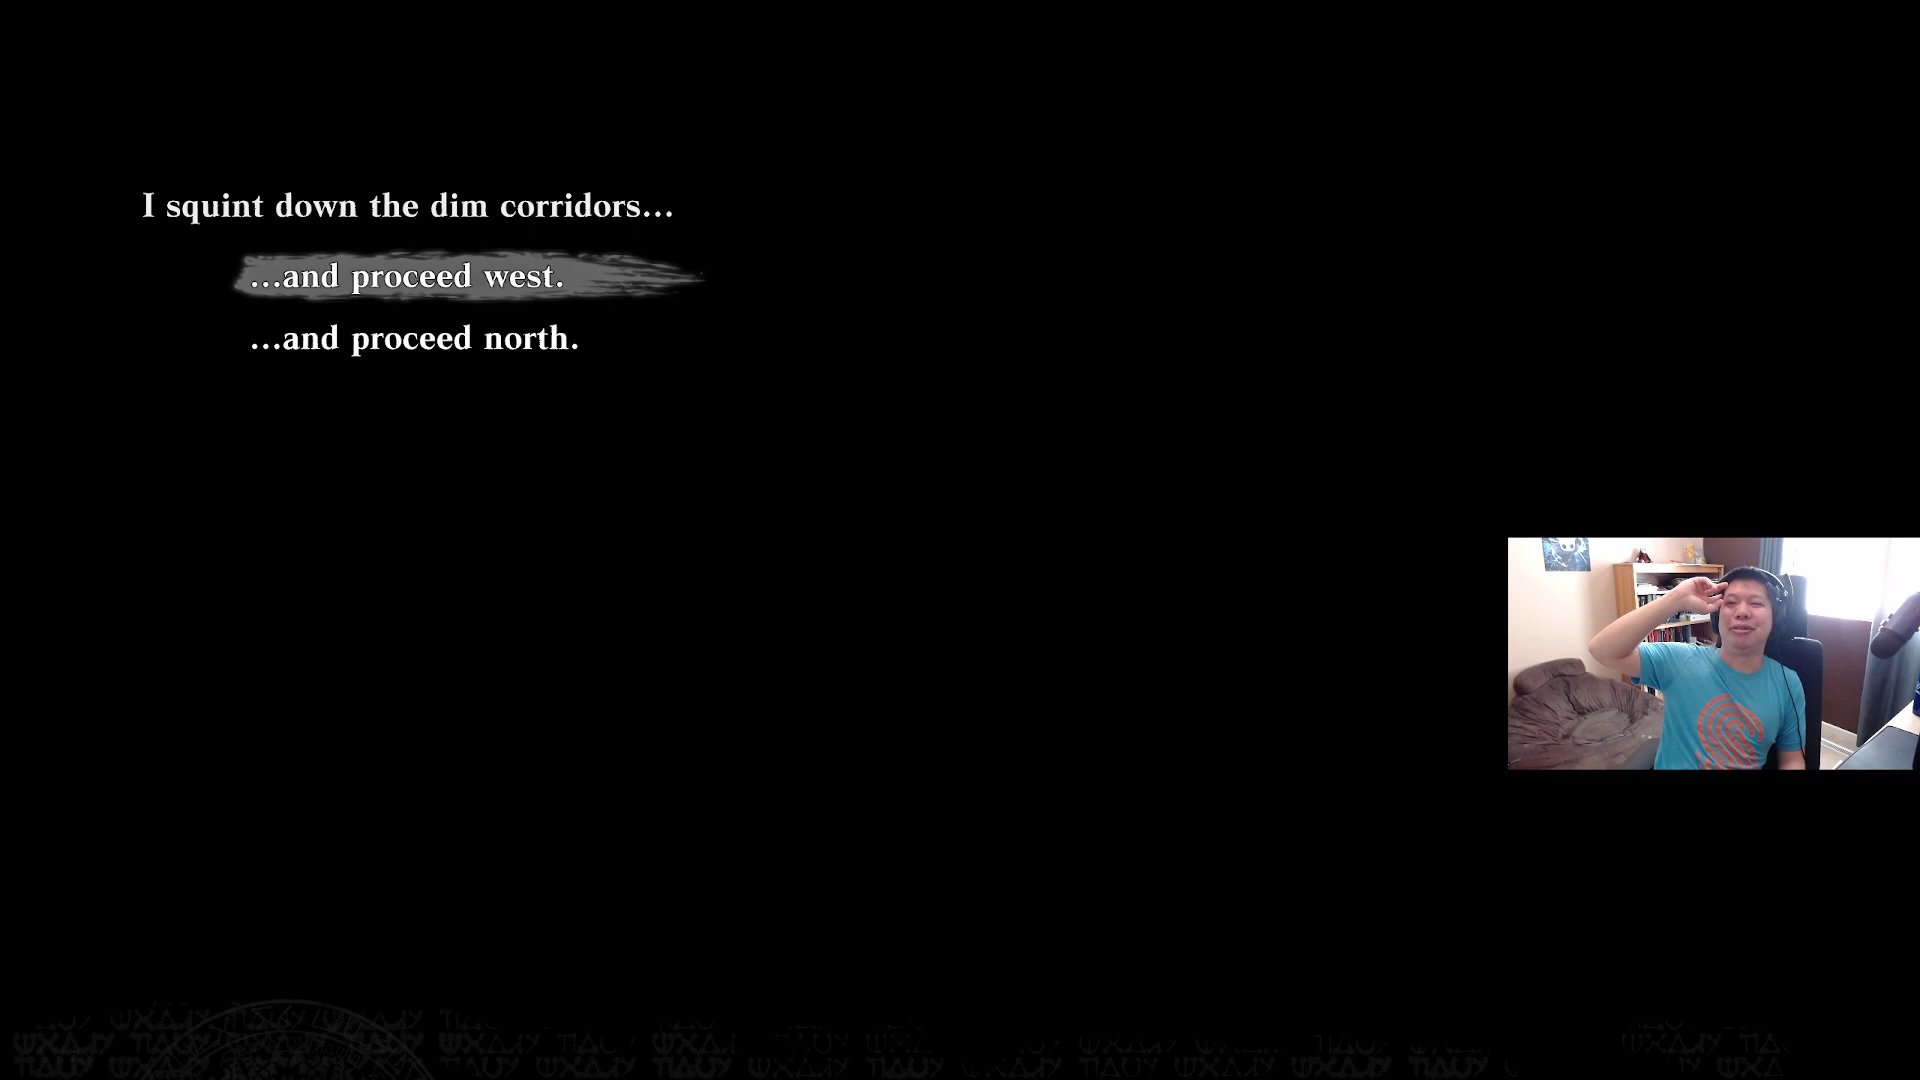 I squint down the dim corridors…
…and proceed west.
…and proceed north.